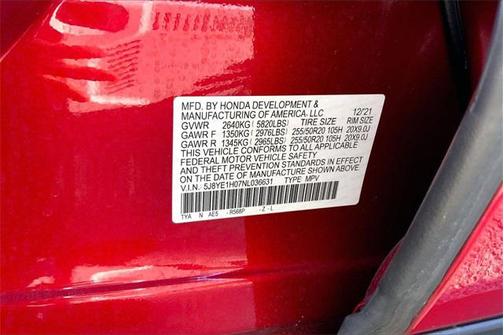 MFD. BY HONDA DEVELOPMENT &
MANUFACTURING OF AMERICA. LLC 12/21
GVWR 2640KG( 5820LBS) TIRE SIZE RIM SIZE
GAWR F 1350KG( 2976LBS) 255/50R20 105H 20X9.0J
GAWR R 1345KG( 2965LBS) 255/50R20 105H 20X9.0J
THIS VEHICLE CONFORMS TO ALL APPLICABLE
FEDERAL MOTOR VEHICLE SAFETY AND
THEFT PREVENTION STANDARDS IN EFFECT
ON THE DATE OF MANUFACTURE SHOWN ABOVE.
V.I.N. 5J8YE1H07NL036631 TYPE MPV
TYA N AE5 - R568P - Z - L